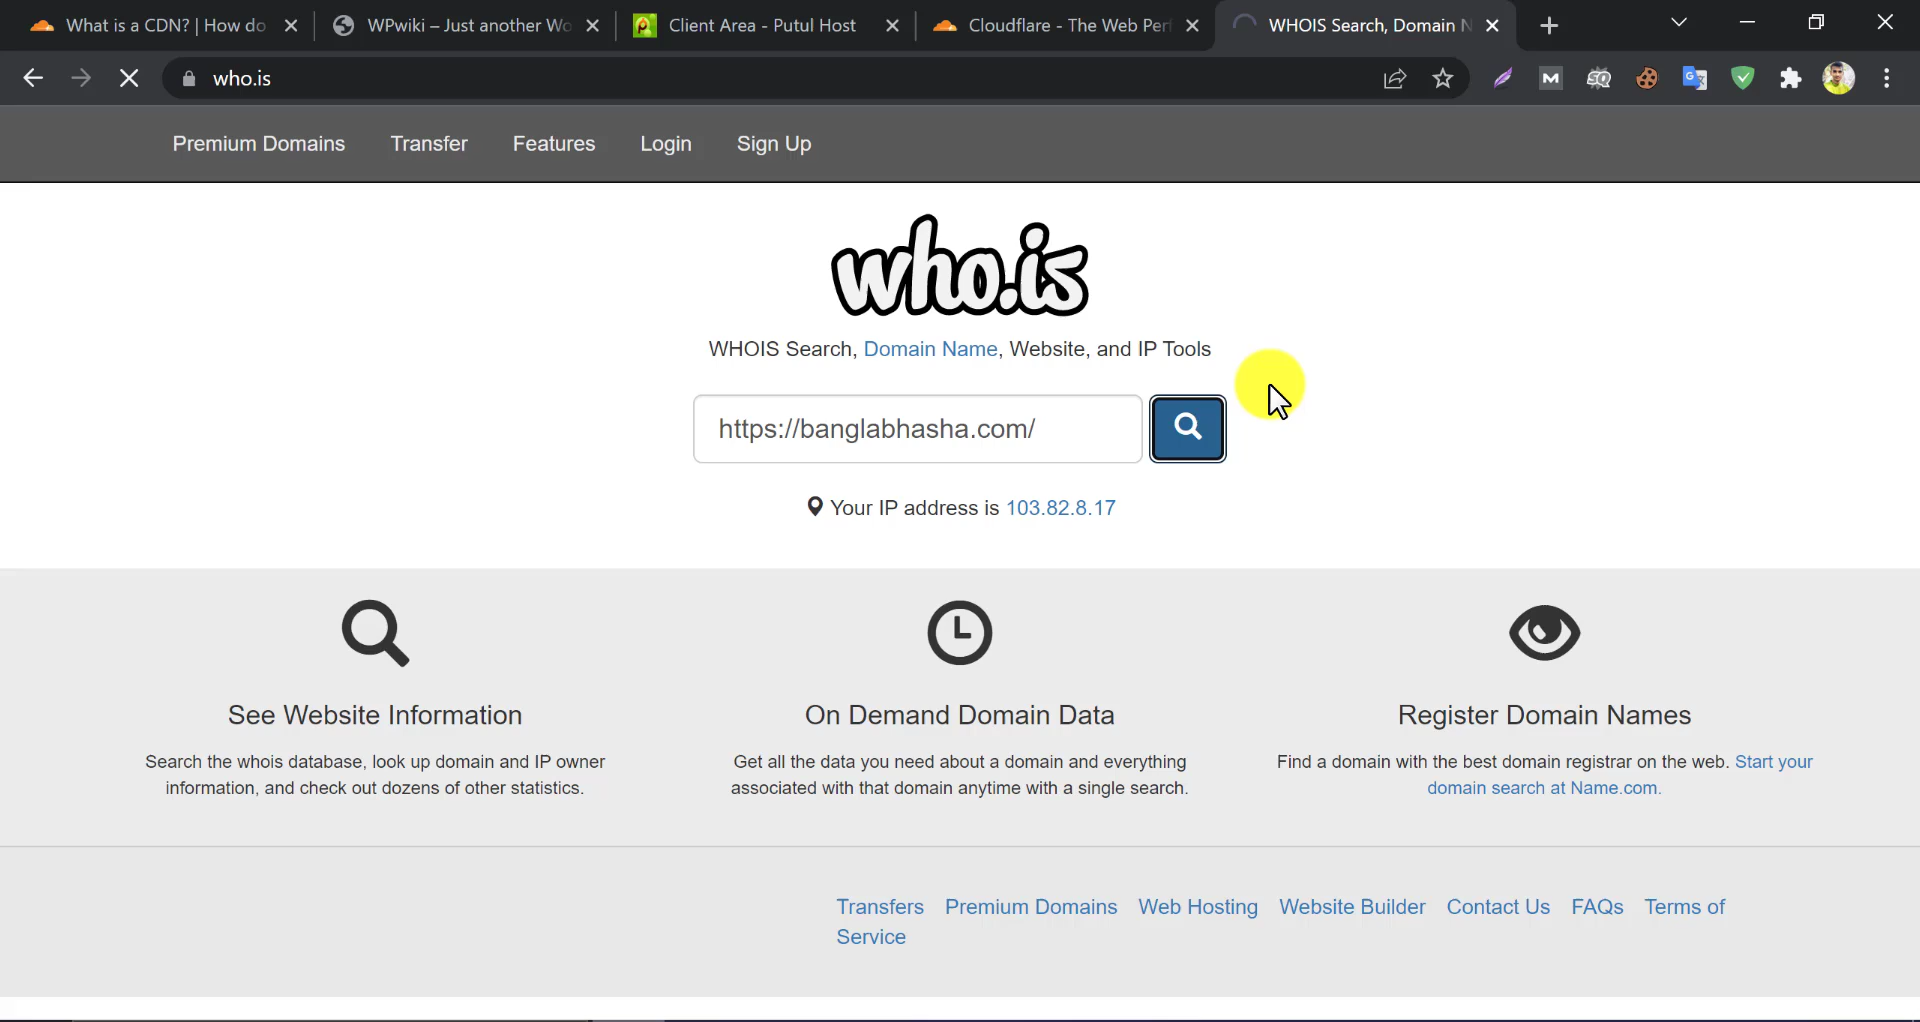 What is a CDN? | How do
WPwiki – Just another Wo
Client Area - Putul Host
Cloudflare - The Web Perf
WHOIS Search, Domain N
who.is
Premium Domains
Transfer
Features
Login
Sign Up
who.is
WHOIS Search, Domain Name, Website, and IP Tools
https://banglabhasha.com/
Your IP address is 103.82.8.17
See Website Information
Search the whois database, look up domain and IP owner
information, and check out dozens of other statistics.
On Demand Domain Data
Get all the data you need about a domain and everything
associated with that domain anytime with a single search.
Register Domain Names
Find a domain with the best domain registrar on the web. Start your
domain search at Name.com.
Transfers Premium Domains Web Hosting Website Builder Contact Us FAQs Terms of
Service